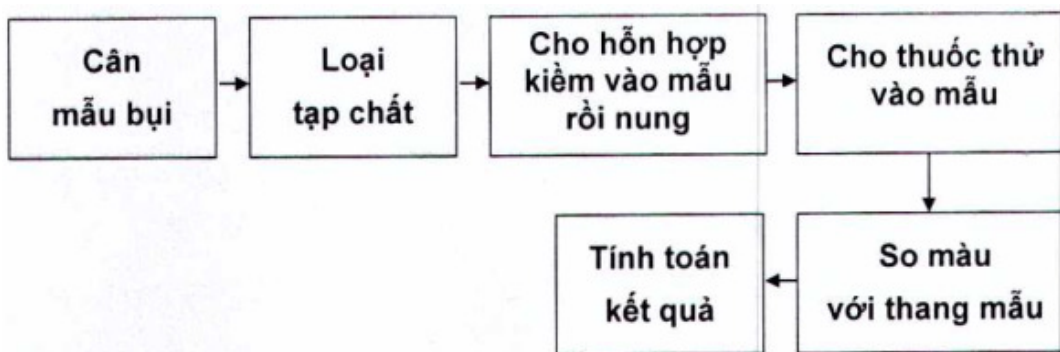 Cân
mẫu bụi
Loại
tạp chất
Cho hỗn hợp
kiềm vào mẫu
rồi nung
Cho thuốc thử
vào mẫu
So màu
với thang mẫu
Tính toán
kết quả